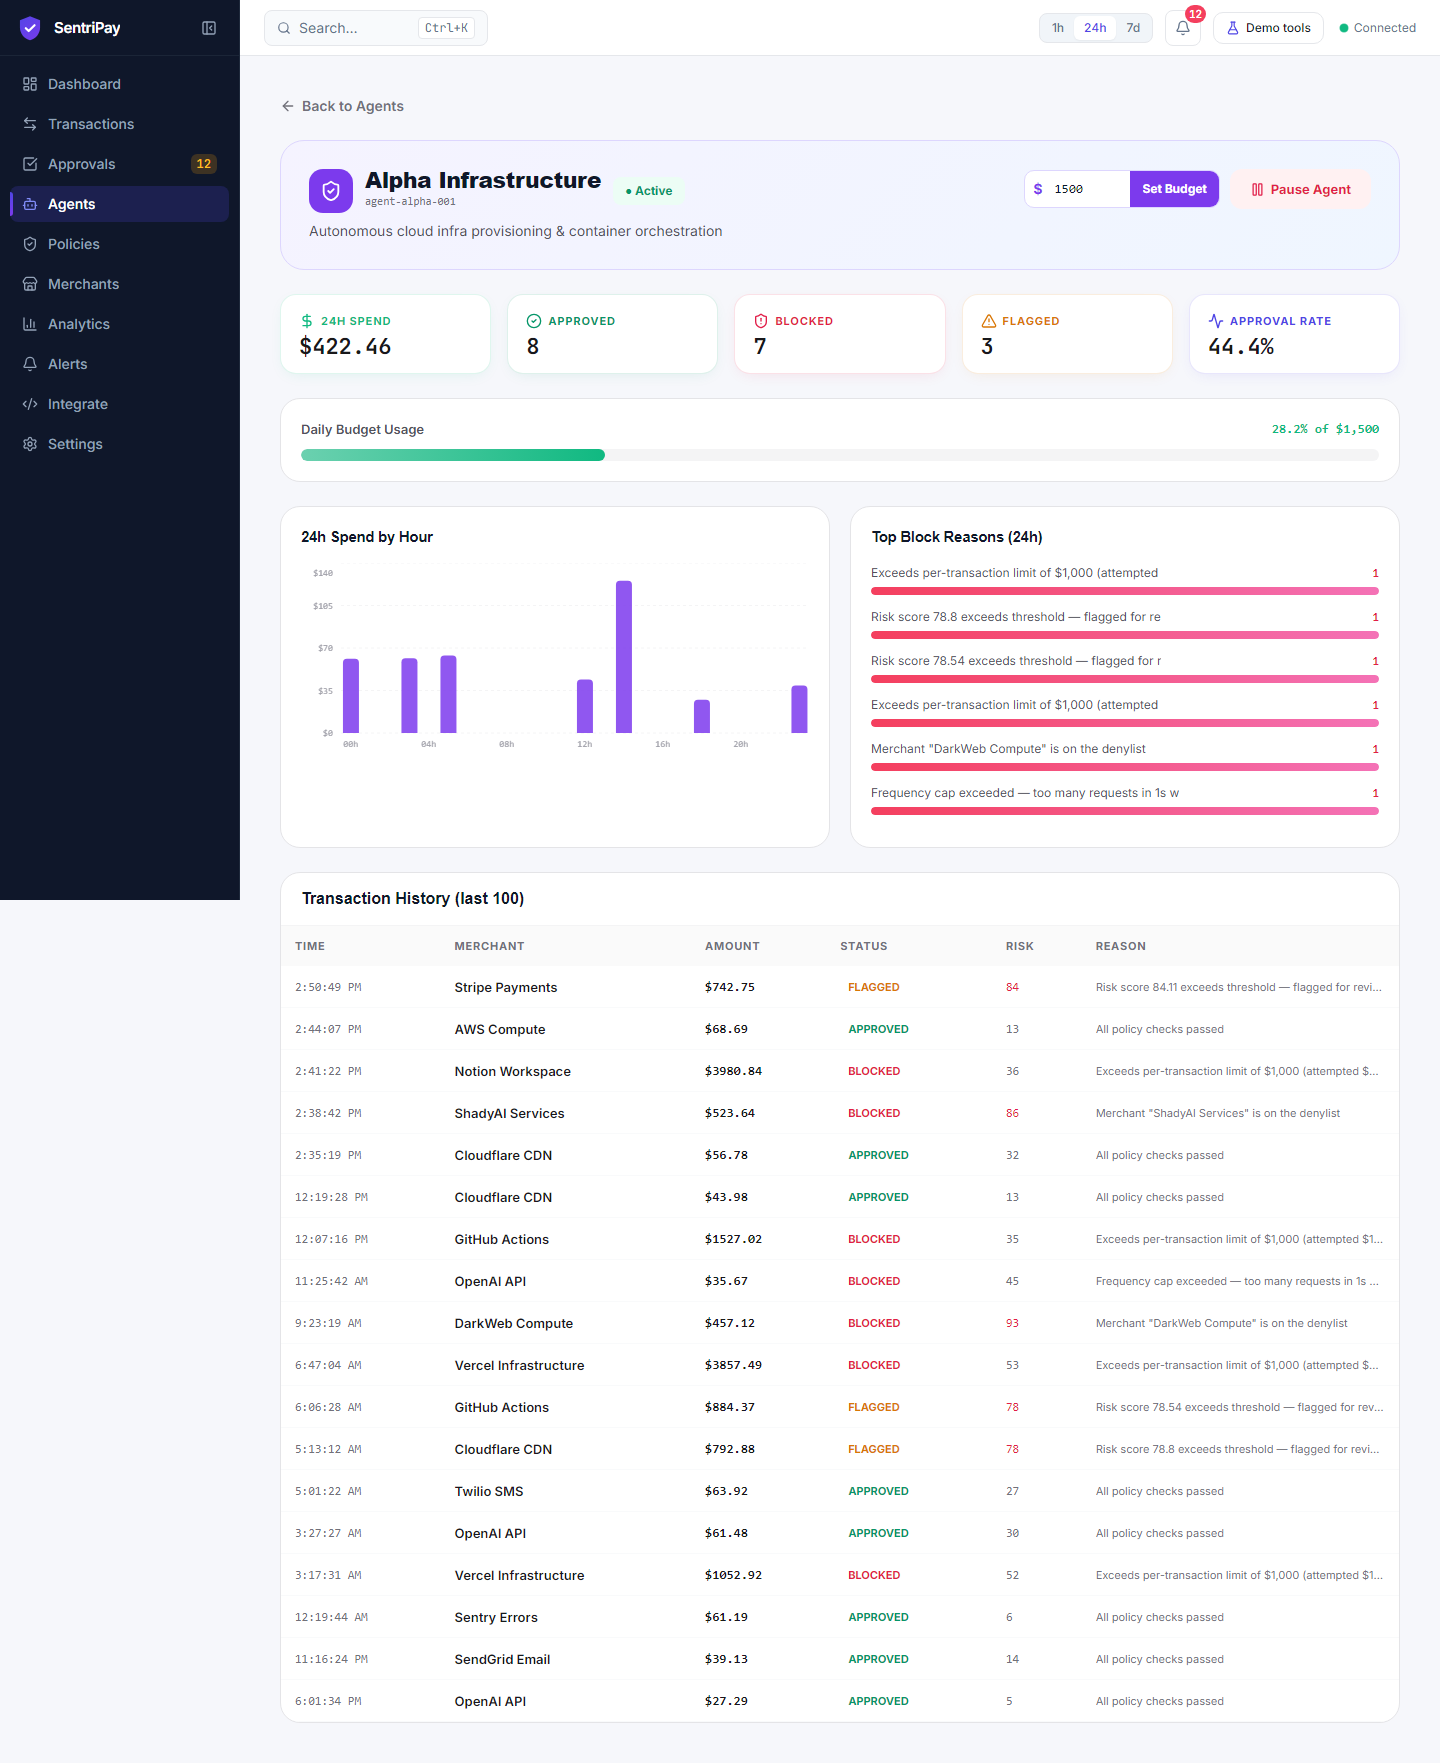 SentriPay
Search...
Ctrl+K
1h
24h
7d
12
Demo tools
Connected
Dashboard
Transactions
Approvals
12
Agents
Policies
Merchants
Analytics
Alerts
Integrate
Settings
Back to Agents
Alpha Infrastructure
agent-alpha-001
Active
Autonomous cloud infra provisioning & container orchestration
$ 1500
Set Budget
Pause Agent
24H SPEND
$422.46
APPROVED
8
BLOCKED
7
FLAGGED
3
APPROVAL RATE
44.4%
Daily Budget Usage
28.2% of $1,500
24h Spend by Hour
$140
$105
$70
$35
$0
00h 04h 08h 12h 16h 20h
Top Block Reasons (24h)
Exceeds per-transaction limit of $1,000 (attempted 1
Risk score 78.8 exceeds threshold — flagged for re 1
Risk score 78.54 exceeds threshold — flagged for r 1
Exceeds per-transaction limit of $1,000 (attempted 1
Merchant "DarkWeb Compute" is on the denylist 1
Frequency cap exceeded — too many requests in 1s w 1
Transaction History (last 100)
TIME MERCHANT AMOUNT STATUS RISK REASON
2:50:49 PM Stripe Payments $742.75 FLAGGED 84 Risk score 84.11 exceeds threshold — flagged for revi...
2:44:07 PM AWS Compute $68.69 APPROVED 13 All policy checks passed
2:41:22 PM Notion Workspace $3980.84 BLOCKED 36 Exceeds per-transaction limit of $1,000 (attempted $...
2:38:42 PM ShadyAI Services $523.64 BLOCKED 86 Merchant "ShadyAI Services" is on the denylist
2:35:19 PM Cloudflare CDN $56.78 APPROVED 32 All policy checks passed
12:19:28 PM Cloudflare CDN $43.98 APPROVED 13 All policy checks passed
12:07:16 PM GitHub Actions $1527.02 BLOCKED 35 Exceeds per-transaction limit of $1,000 (attempted $1...
11:25:42 AM OpenAI API $35.67 BLOCKED 45 Frequency cap exceeded — too many requests in 1s ...
9:23:19 AM DarkWeb Compute $457.12 BLOCKED 93 Merchant "DarkWeb Compute" is on the denylist
6:47:04 AM Vercel Infrastructure $3857.49 BLOCKED 53 Exceeds per-transaction limit of $1,000 (attempted $...
6:06:28 AM GitHub Actions $884.37 FLAGGED 78 Risk score 78.54 exceeds threshold — flagged for rev...
5:13:12 AM Cloudflare CDN $792.88 FLAGGED 78 Risk score 78.8 exceeds threshold — flagged for revi...
5:01:22 AM Twilio SMS $63.92 APPROVED 27 All policy checks passed
3:27:27 AM OpenAI API $61.48 APPROVED 30 All policy checks passed
3:17:31 AM Vercel Infrastructure $1052.92 BLOCKED 52 Exceeds per-transaction limit of $1,000 (attempted $1...
12:19:44 AM Sentry Errors $61.19 APPROVED 6 All policy checks passed
11:16:24 PM SendGrid Email $39.13 APPROVED 14 All policy checks passed
6:01:34 PM OpenAI API $27.29 APPROVED 5 All policy checks passed